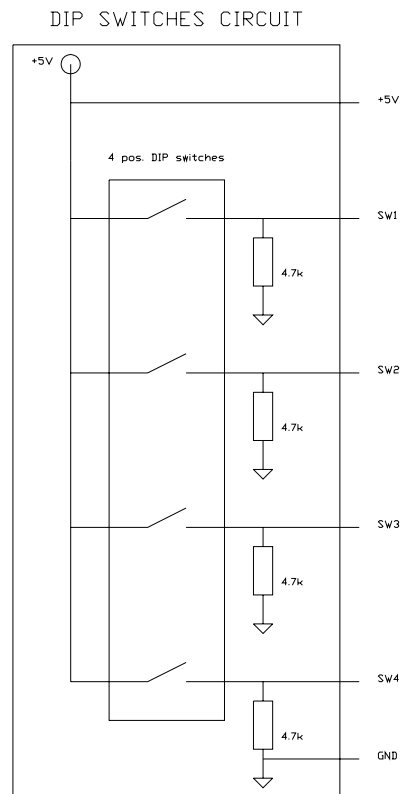 DIP SWITCHES CIRCUIT
+5V
+5V
4 pos. DIP switches
SW1
4.7k
SW2
4.7k
SW3
4.7k
SW4
4.7k
GND